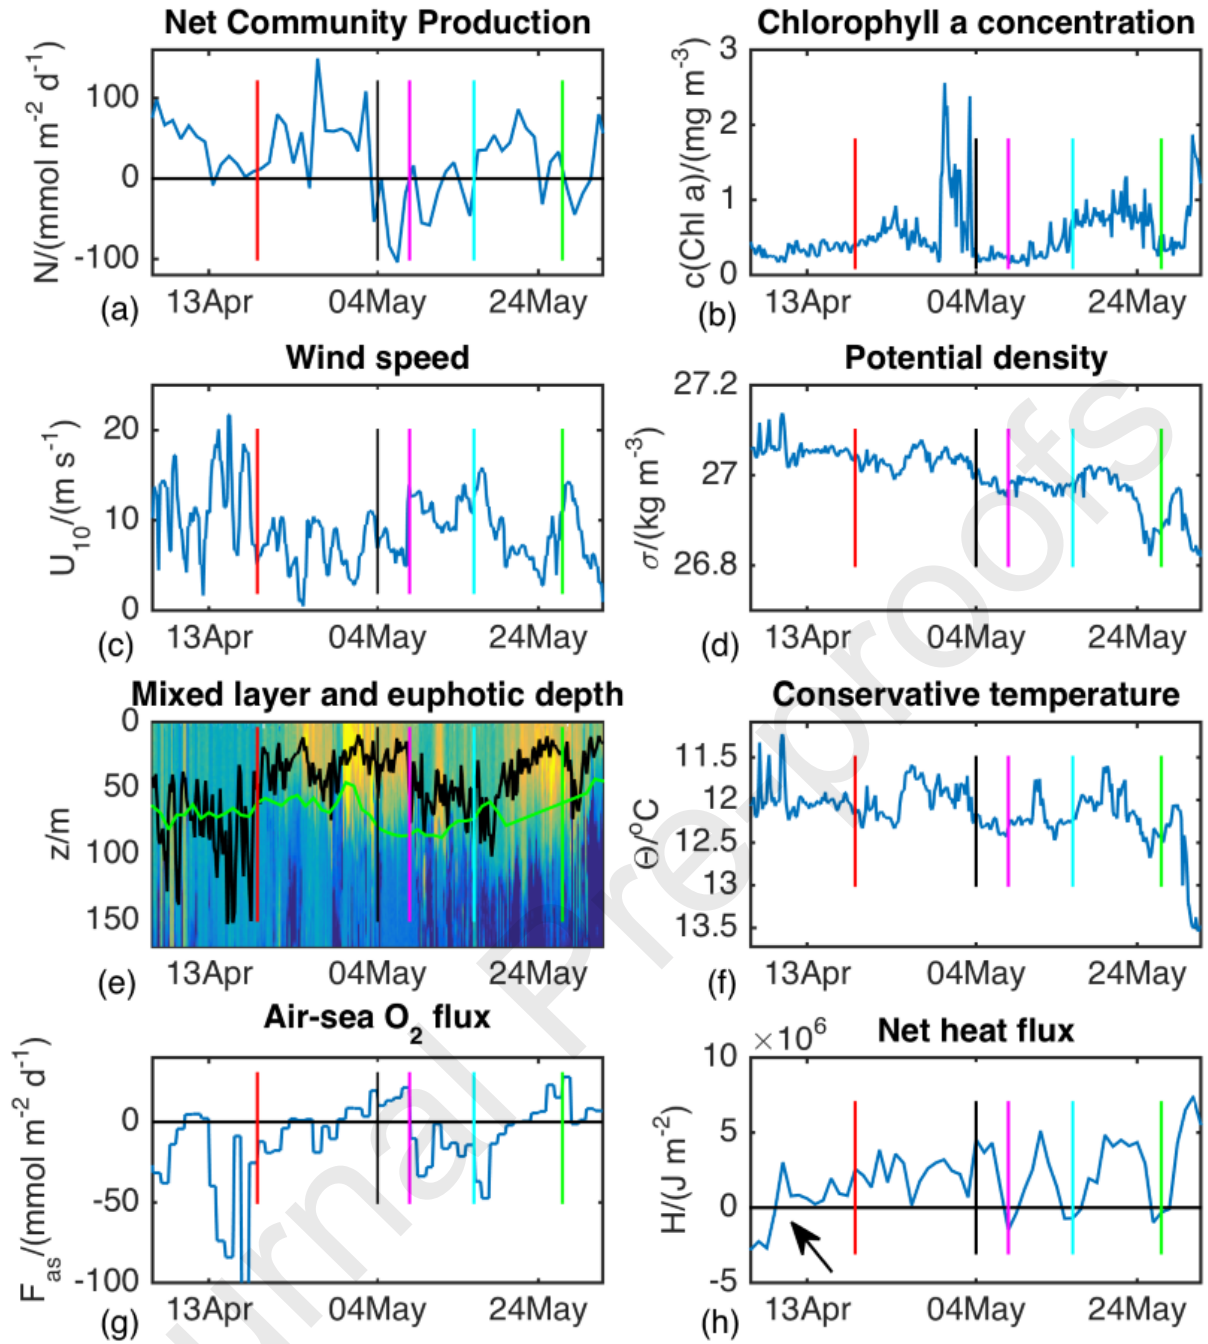 Net Community Production
N/(mmol m-2 d-1)
100
0
-100
13Apr 04May 24May
(a)
Chlorophyll a concentration
c(Chl a)/(mg m-3)
3
2
1
0
13Apr 04May 24May
(b)
Wind speed
U10/(m s-1)
20
10
0
13Apr 04May 24May
(c)
Potential density
σ/(kg m-3)
27.2
27
26.8
13Apr 04May 24May
(d)
Mixed layer and euphotic depth
z/m
0
50
100
150
13Apr 04May 24May
(e)
Conservative temperature
Θ/oC
11.5
12
12.5
13
13.5
13Apr 04May 24May
(f)
Air-sea O2 flux
Fas/(mmol m-2 d-1)
0
-50
-100
13Apr 04May 24May
(g)
Net heat flux
×106
H/(J m-2)
10
5
0
-5
13Apr 04May 24May
(h)
Journal Pre-proofs